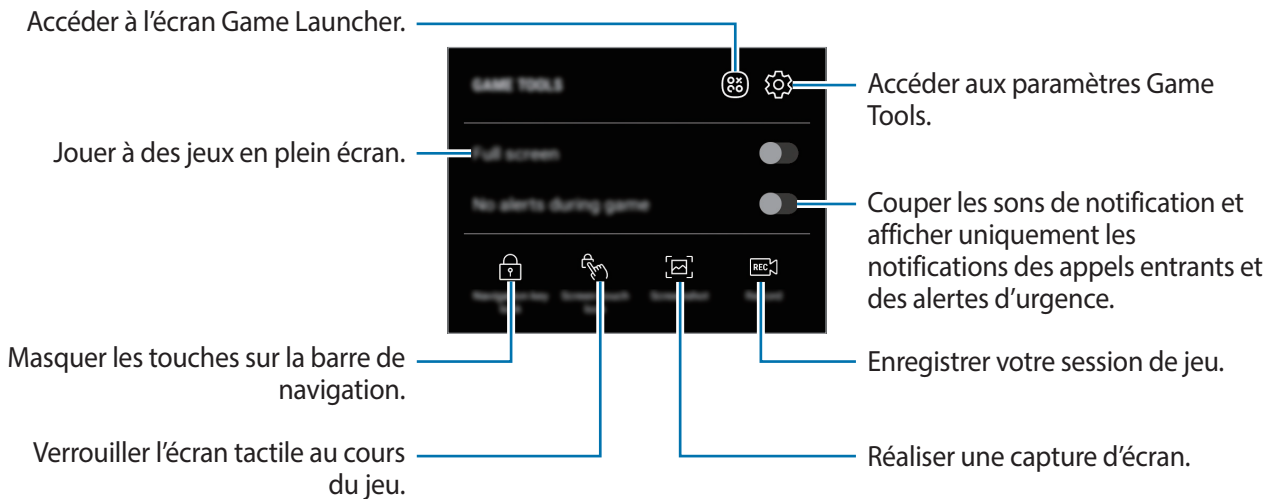 Accéder à l’écran Game Launcher.
GAME TOOLS
Accéder aux paramètres Game
Tools.
Jouer à des jeux en plein écran.
Full screen
No alerts during game
Couper les sons de notification et
afficher uniquement les
notifications des appels entrants et
des alertes d’urgence.
REC
Masquer les touches sur la barre de
navigation.
Enregistrer votre session de jeu.
Verrouiller l’écran tactile au cours
du jeu.
Réaliser une capture d’écran.